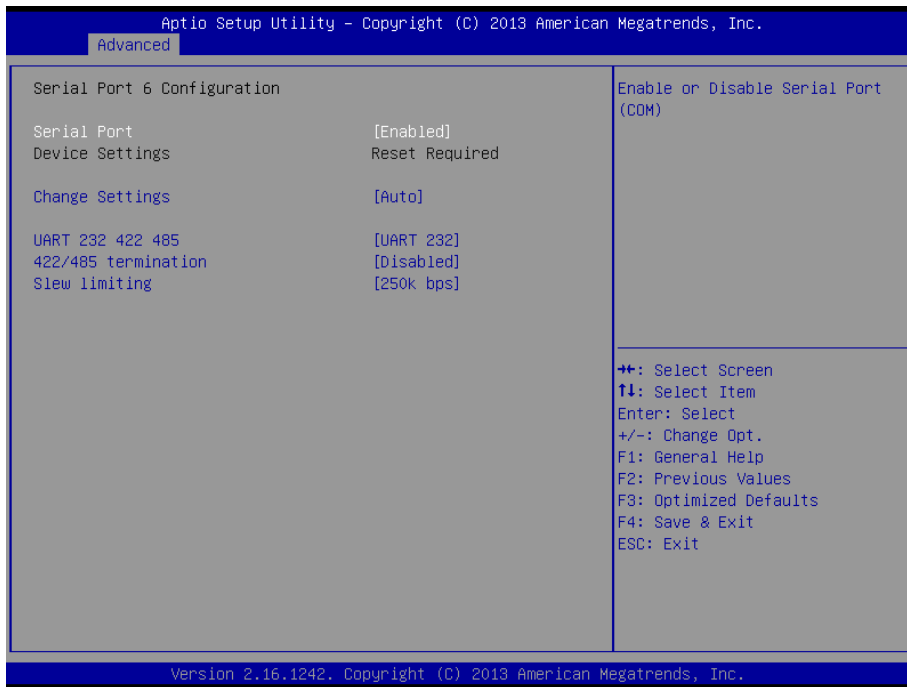 Aptio Setup Utility – Copyright (C) 2013 American Megatrends, Inc.
Advanced
Serial Port 6 Configuration
Serial Port [Enabled]
Device Settings Reset Required
Change Settings [Auto]
UART 232 422 485 [UART 232]
422/485 termination [Disabled]
Slew limiting [250k bps]
Enable or Disable Serial Port
(COM)
→←: Select Screen
↑↓: Select Item
Enter: Select
+/-: Change Opt.
F1: General Help
F2: Previous Values
F3: Optimized Defaults
F4: Save & Exit
ESC: Exit
Version 2.16.1242. Copyright (C) 2013 American Megatrends, Inc.